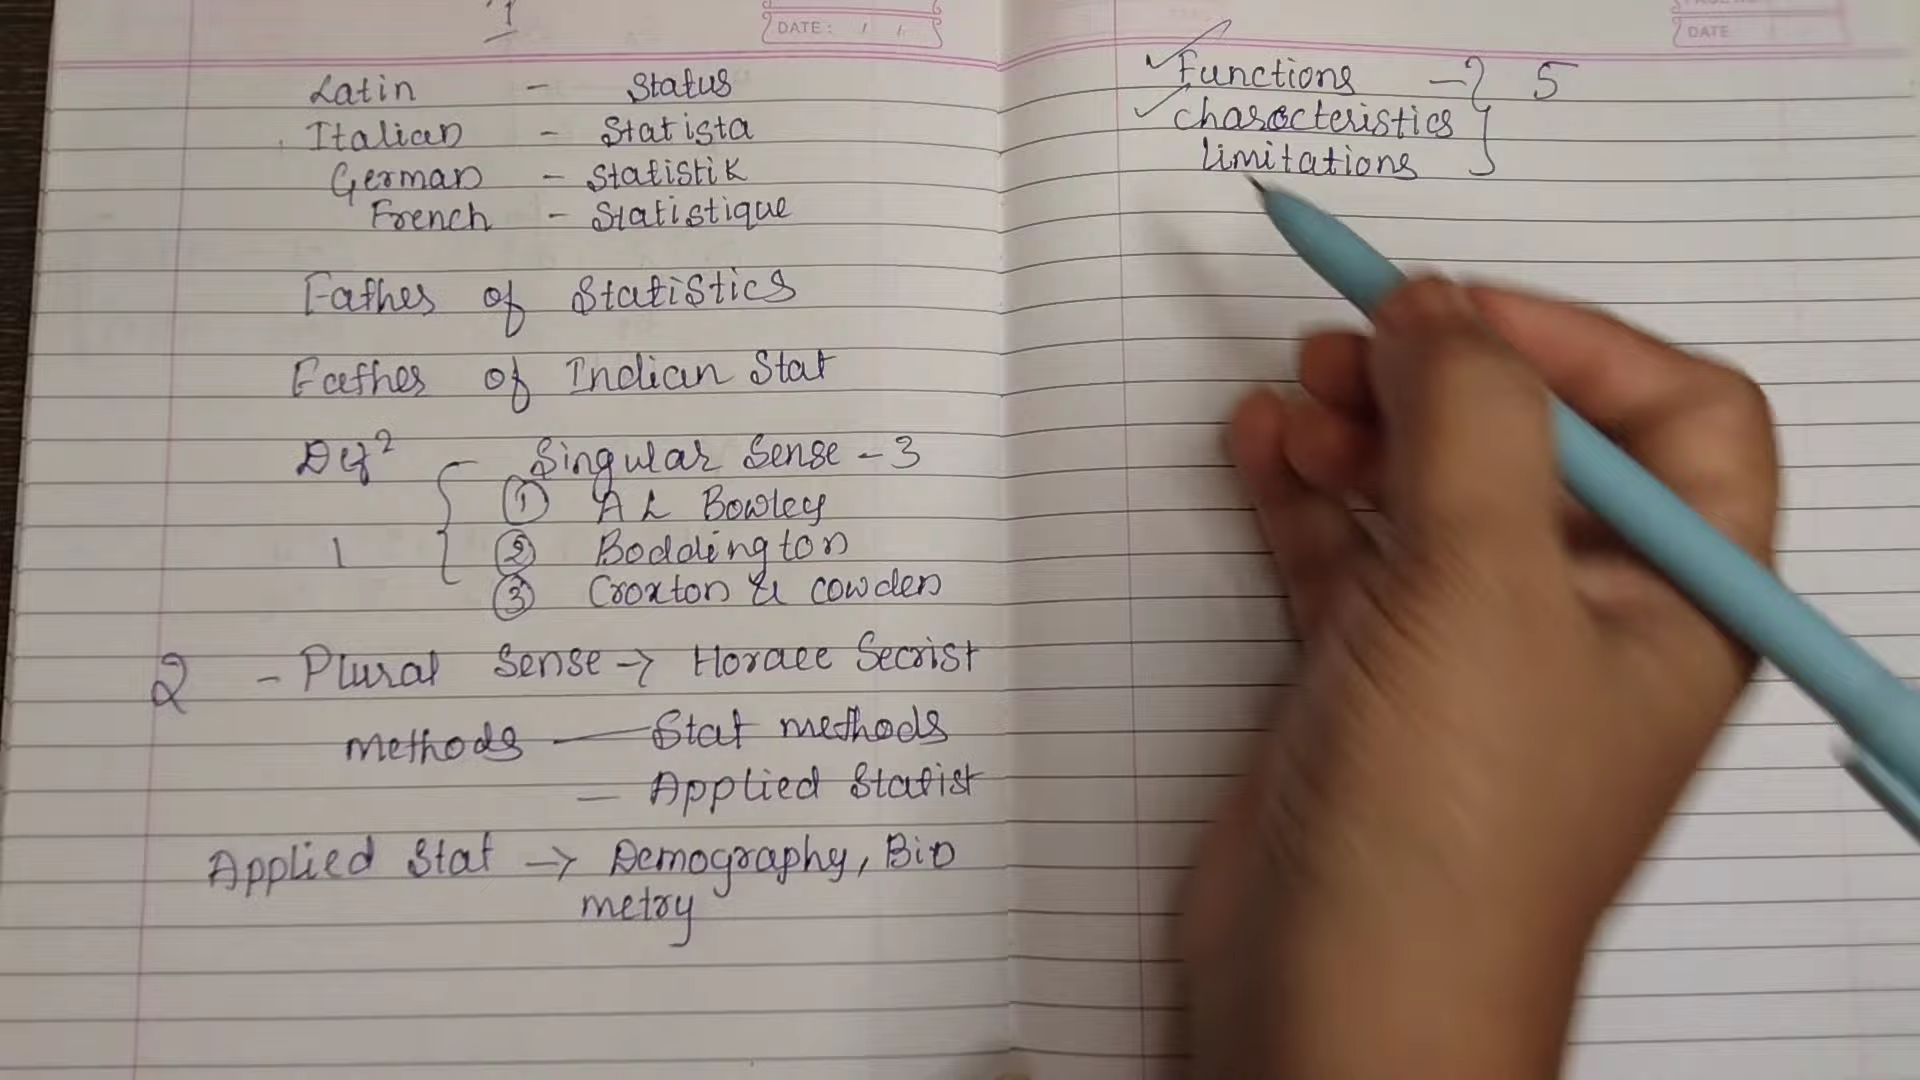 1
DATE: / /
Latin - Status
Italian - Statista
German - Statistik
French - Statistique
Father of Statistics
Father of Indian Stat
Singular Sense - 3
① A L Bowley
1 ② Boddington
③ Croxton & cowden
2 - Plural Sense → Horace Secrist
methods — Stat methods
— Applied Statist
Applied Stat → Demography, Bio
metry
DATE
✓ Functions - } 5
✓ characteristics
Limitations }